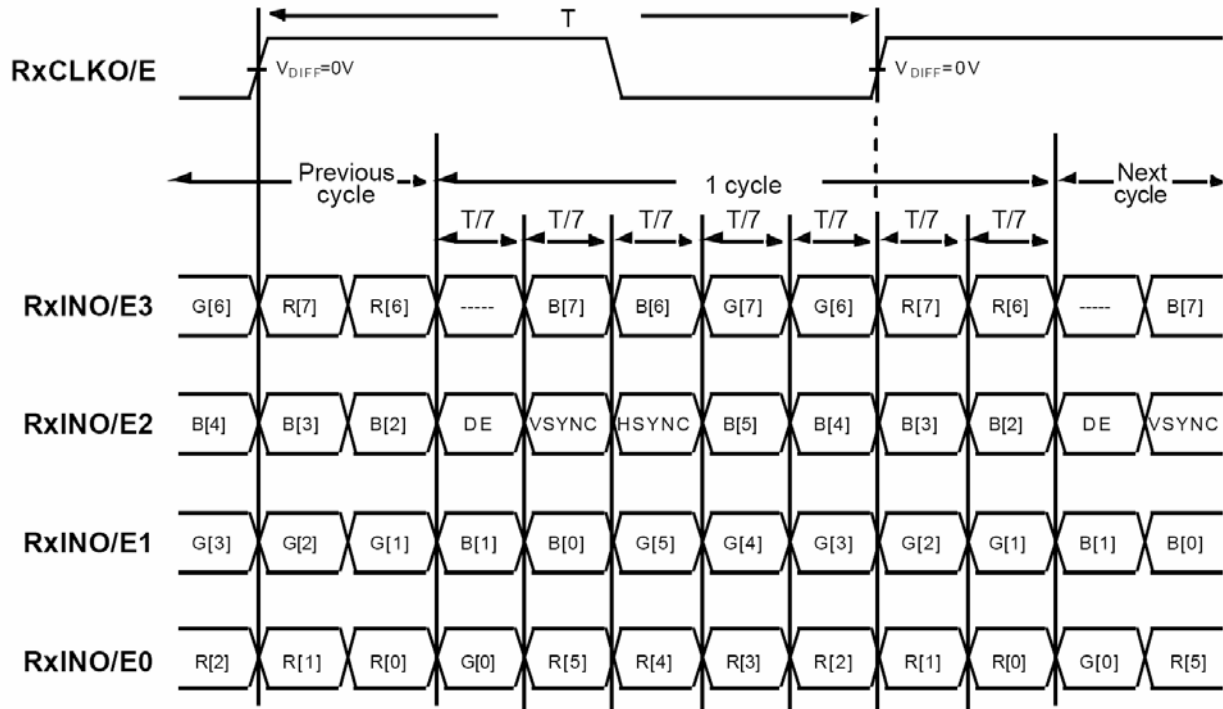 T
RxCLKO/E VDIFF=0V VDIFF=0V
Previous cycle 1 cycle Next cycle
T/7 T/7 T/7 T/7 T/7 T/7 T/7
RxINO/E3 G[6] R[7] R[6] ----- B[7] B[6] G[7] G[6] R[7] R[6] ----- B[7]
RxINO/E2 B[4] B[3] B[2] DE VSYNC HSYNC B[5] B[4] B[3] B[2] DE VSYNC
RxINO/E1 G[3] G[2] G[1] B[1] B[0] G[5] G[4] G[3] G[2] G[1] B[1] B[0]
RxINO/E0 R[2] R[1] R[0] G[0] R[5] R[4] R[3] R[2] R[1] R[0] G[0] R[5]